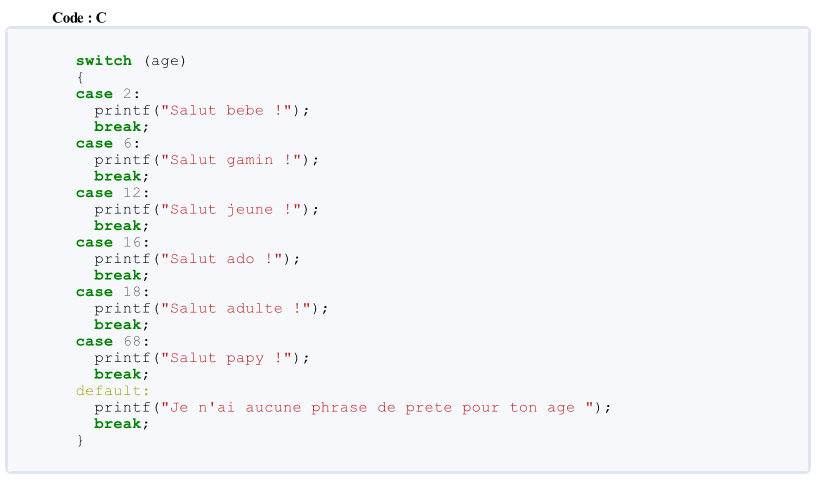 Code : C
switch (age)
{
case 2:
  printf("Salut bebe !");
  break;
case 6:
  printf("Salut gamin !");
  break;
case 12:
  printf("Salut jeune !");
  break;
case 16:
  printf("Salut ado !");
  break;
case 18:
  printf("Salut adulte !");
  break;
case 68:
  printf("Salut papy !");
  break;
default:
  printf("Je n'ai aucune phrase de prete pour ton age ");
  break;
}